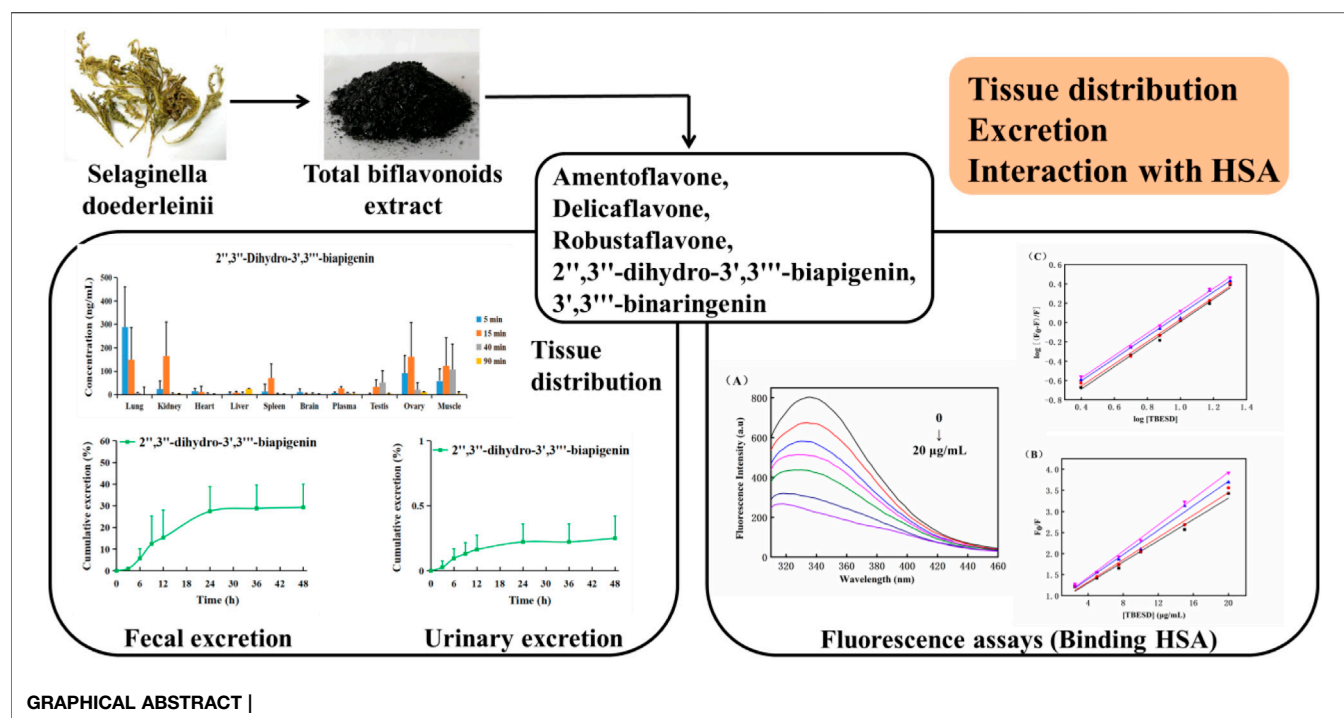 Selaginella
doederleinii
Total biflavonoids
extract
Tissue distribution
Excretion
Interaction with HSA
Amentoflavone,
Delicaflavone,
Robustaflavone,
2'',3''-dihydro-3',3'''-biapigenin,
3',3'''-binaringenin
2'',3''-Dihydro-3',3'''-biapigenin
Concentration (ng/mL)
500
400
300
200
100
0
5 min
15 min
40 min
90 min
Lung Kidney Heart Liver Spleen Brain Plasma Testis Ovary Muscle
Tissue
distribution
2'',3''-dihydro-3',3'''-biapigenin
Cumulative excretion (%)
60
50
40
30
20
10
0
0 6 12 18 24 30 36 42 48
Time (h)
Fecal excretion
2'',3''-dihydro-3',3'''-biapigenin
Cumulative excretion (%)
1
0.5
0
0 6 12 18 24 30 36 42 48
Time (h)
Urinary excretion
(A)
0
↓
20 μg/mL
Fluorescence Intensity (a.u)
800
600
400
200
0
320 340 360 380 400 420 440 460
Wavelength (nm)
(C)
log [(F0-F)/F]
0.6
0.4
0.2
0.0
-0.2
-0.4
-0.6
-0.8
0.4 0.6 0.8 1.0 1.2 1.4
log [TBESD]
(B)
F0/F
4.0
3.5
3.0
2.5
2.0
1.5
1.0
4 8 12 16 20
[TBESD] (μg/mL)
Fluorescence assays (Binding HSA)
GRAPHICAL ABSTRACT |